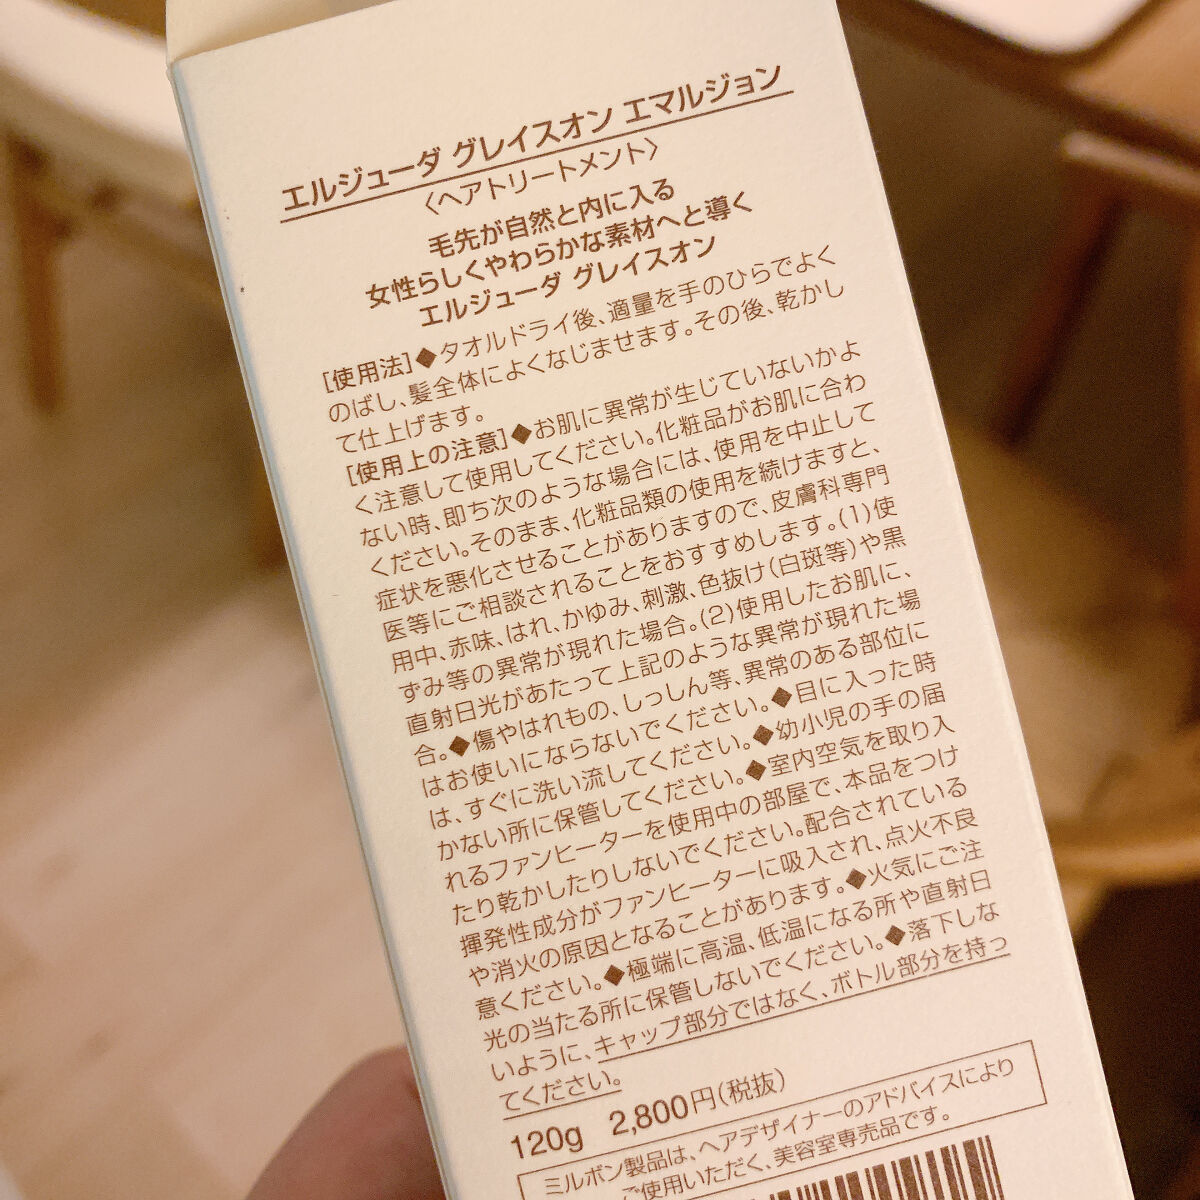 エルジューダ グレイスオン エマルジョン
〈ヘアトリートメント〉
毛先が自然と内に入る
女性らしくやわらかな素材へと導く
エルジューダ グレイスオン
[使用法]◆タオルドライ後、適量を手のひらでよく
のばし、髪全体によくなじませます。その後、乾かし
て仕上げます。
[使用上の注意]◆お肌に異常が生じていないかよ
く注意して使用してください。化粧品がお肌に合わ
ない時、即ち次のような場合には、使用を中止して
ください。そのまま、化粧品類の使用を続けますと、
症状を悪化させることがありますので、皮膚科専門
医等にご相談されることをおすすめします。(1)使
用中、赤味、はれ、かゆみ、刺激、色抜け(白斑等)や黒
ずみ等の異常が現れた場合。(2)使用したお肌に、
直射日光があたって上記のような異常が現れた場
合。◆傷やはれもの、しっしん等、異常のある部位に
はお使いにならないでください。◆目に入った時
は、すぐに洗い流してください。◆幼小児の手の届
かない所に保管してください。◆室内空気を取り入
れるファンヒーターを使用中の部屋で、本品をつけ
たり乾かしたりしないでください。配合されている
揮発性成分がファンヒーターに吸入され、点火不良
や消火の原因となることがあります。◆火気にご注
意ください。◆極端に高温、低温になる所や直射日
光の当たる所に保管しないでください。◆落下しな
いように、キャップ部分ではなく、ボトル部分を持っ
てください。
120g 2,800円(税抜)
ミルボン製品は、ヘアデザイナーのアドバイスにより
ご使用いただく、美容室専売品です。